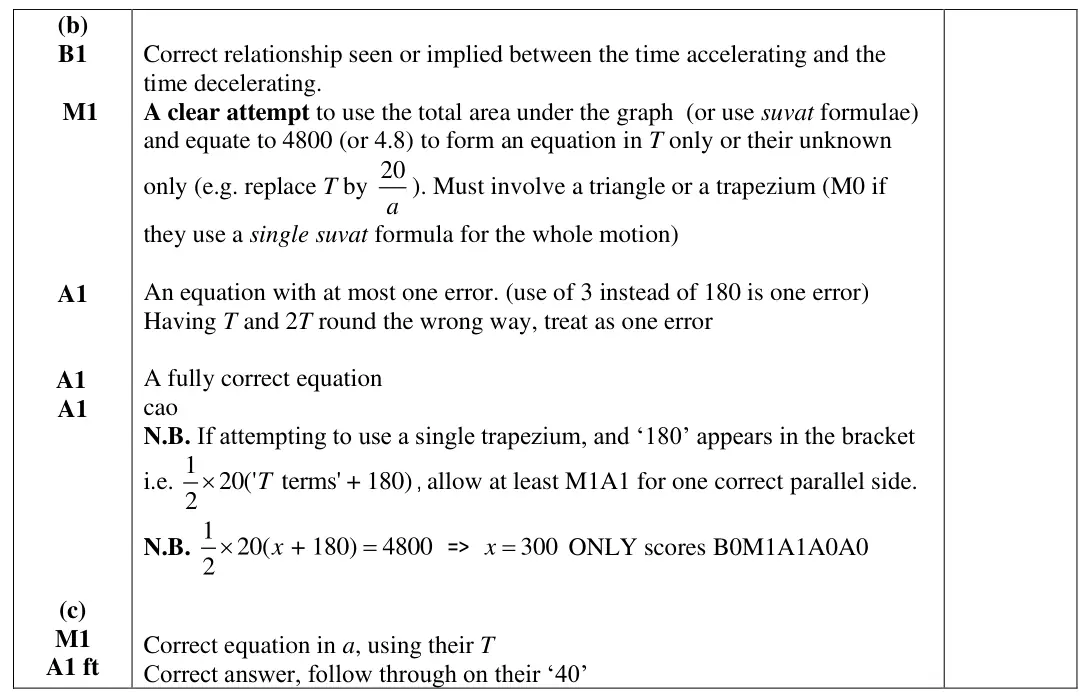 (b)
B1 Correct relationship seen or implied between the time accelerating and the
time decelerating.
M1 A clear attempt to use the total area under the graph (or use suvat formulae)
and equate to 4800 (or 4.8) to form an equation in T only or their unknown
only (e.g. replace T by 20/a ). Must involve a triangle or a trapezium (M0 if
they use a single suvat formula for the whole motion)
A1 An equation with at most one error. (use of 3 instead of 180 is one error)
Having T and 2T round the wrong way, treat as one error
A1 A fully correct equation
A1 cao
N.B. If attempting to use a single trapezium, and ‘180’ appears in the bracket
i.e. 1/2 × 20('T terms' + 180) , allow at least M1A1 for one correct parallel side.
N.B. 1/2 × 20(x + 180) = 4800 => x = 300 ONLY scores B0M1A1A0A0
(c)
M1 Correct equation in a, using their T
A1 ft Correct answer, follow through on their ‘40’